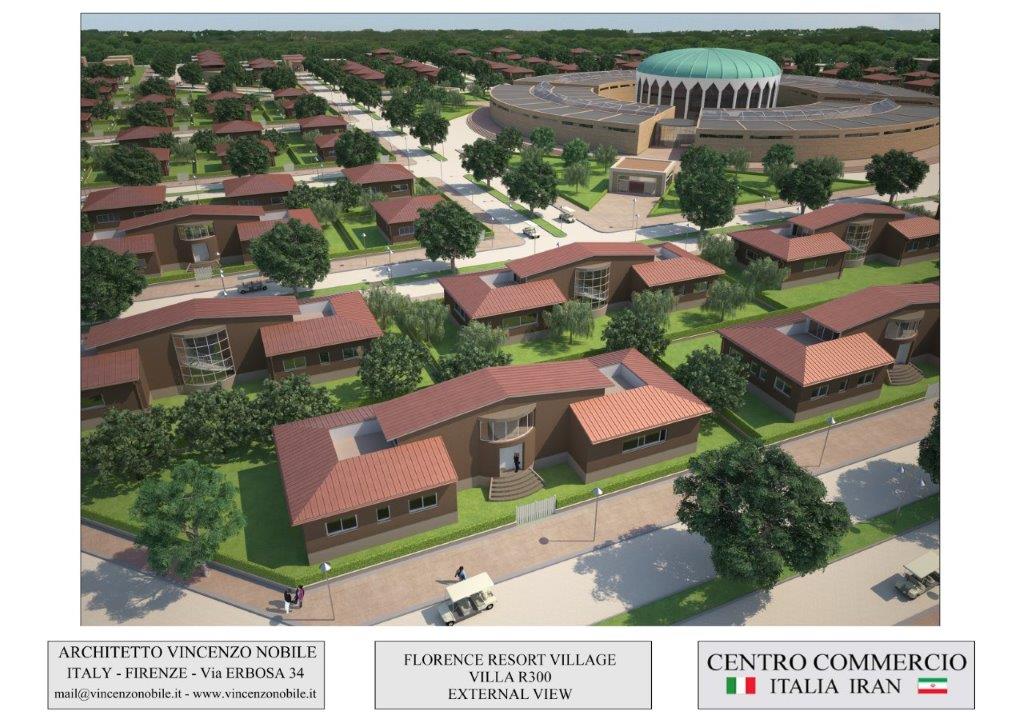 ARCHITETTO VINCENZO NOBILE
ITALY - FIRENZE - Via ERBOSA 34
mail@vincenzonobile.it - www.vincenzonobile.it
FLORENCE RESORT VILLAGE
VILLA R300
EXTERNAL VIEW
CENTRO COMMERCIO
ITALIA IRAN